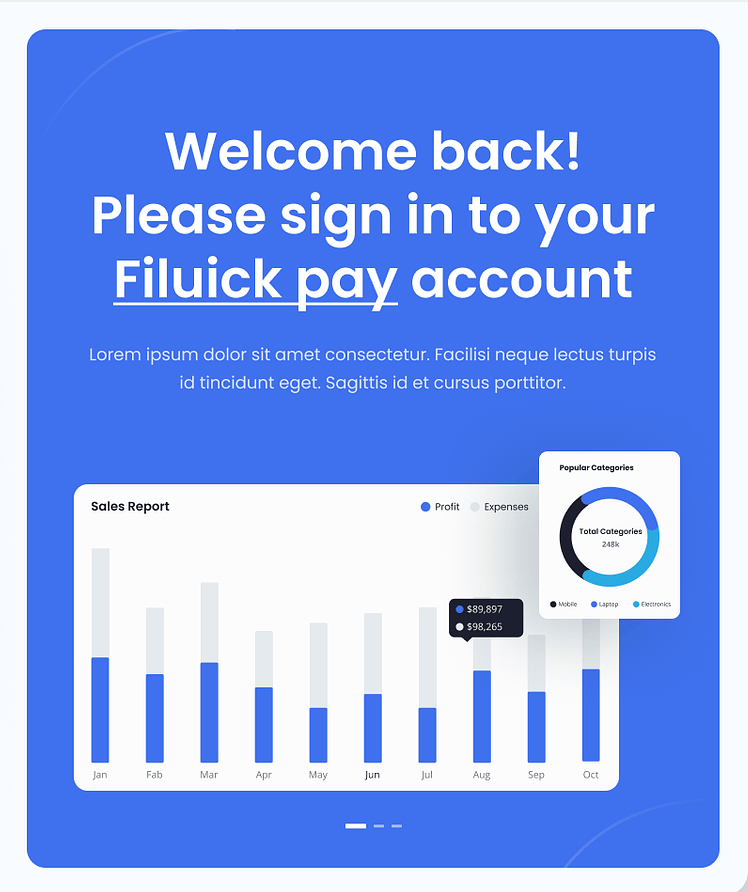 Welcome back!
Please sign in to your
Filuick pay account
Lorem ipsum dolor sit amet consectetur. Facilisi neque lectus turpis
id tincidunt eget. Sagittis id et cursus porttitor.
Popular Categories
Total Categories
248k
Mobile Laptop Electronics
Sales Report Profit Expenses
$89,897
$98,265
Jan Fab Mar Apr May Jun Jul Aug Sep Oct